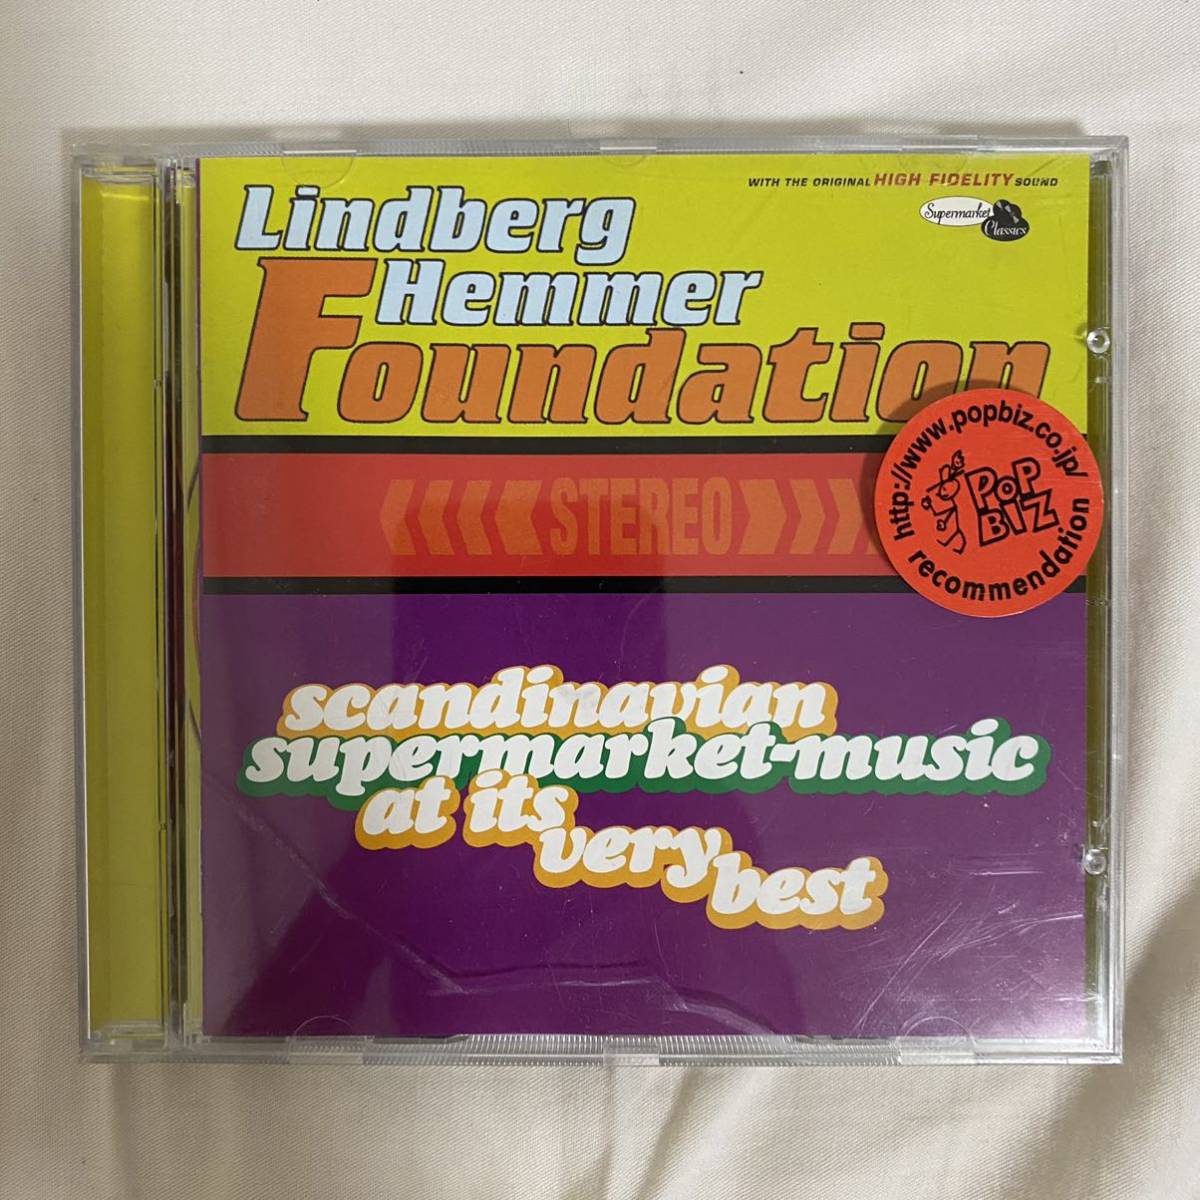 WITH THE ORIGINAL HIGH FIDELITY SOUND
Supermarket
Classics
Lindberg
Hemmer
Foundation
STEREO
http://www.popbiz.co.jp/
POP
BIZ
recommendation
scandinavian
supermarket-music
at its
very
best